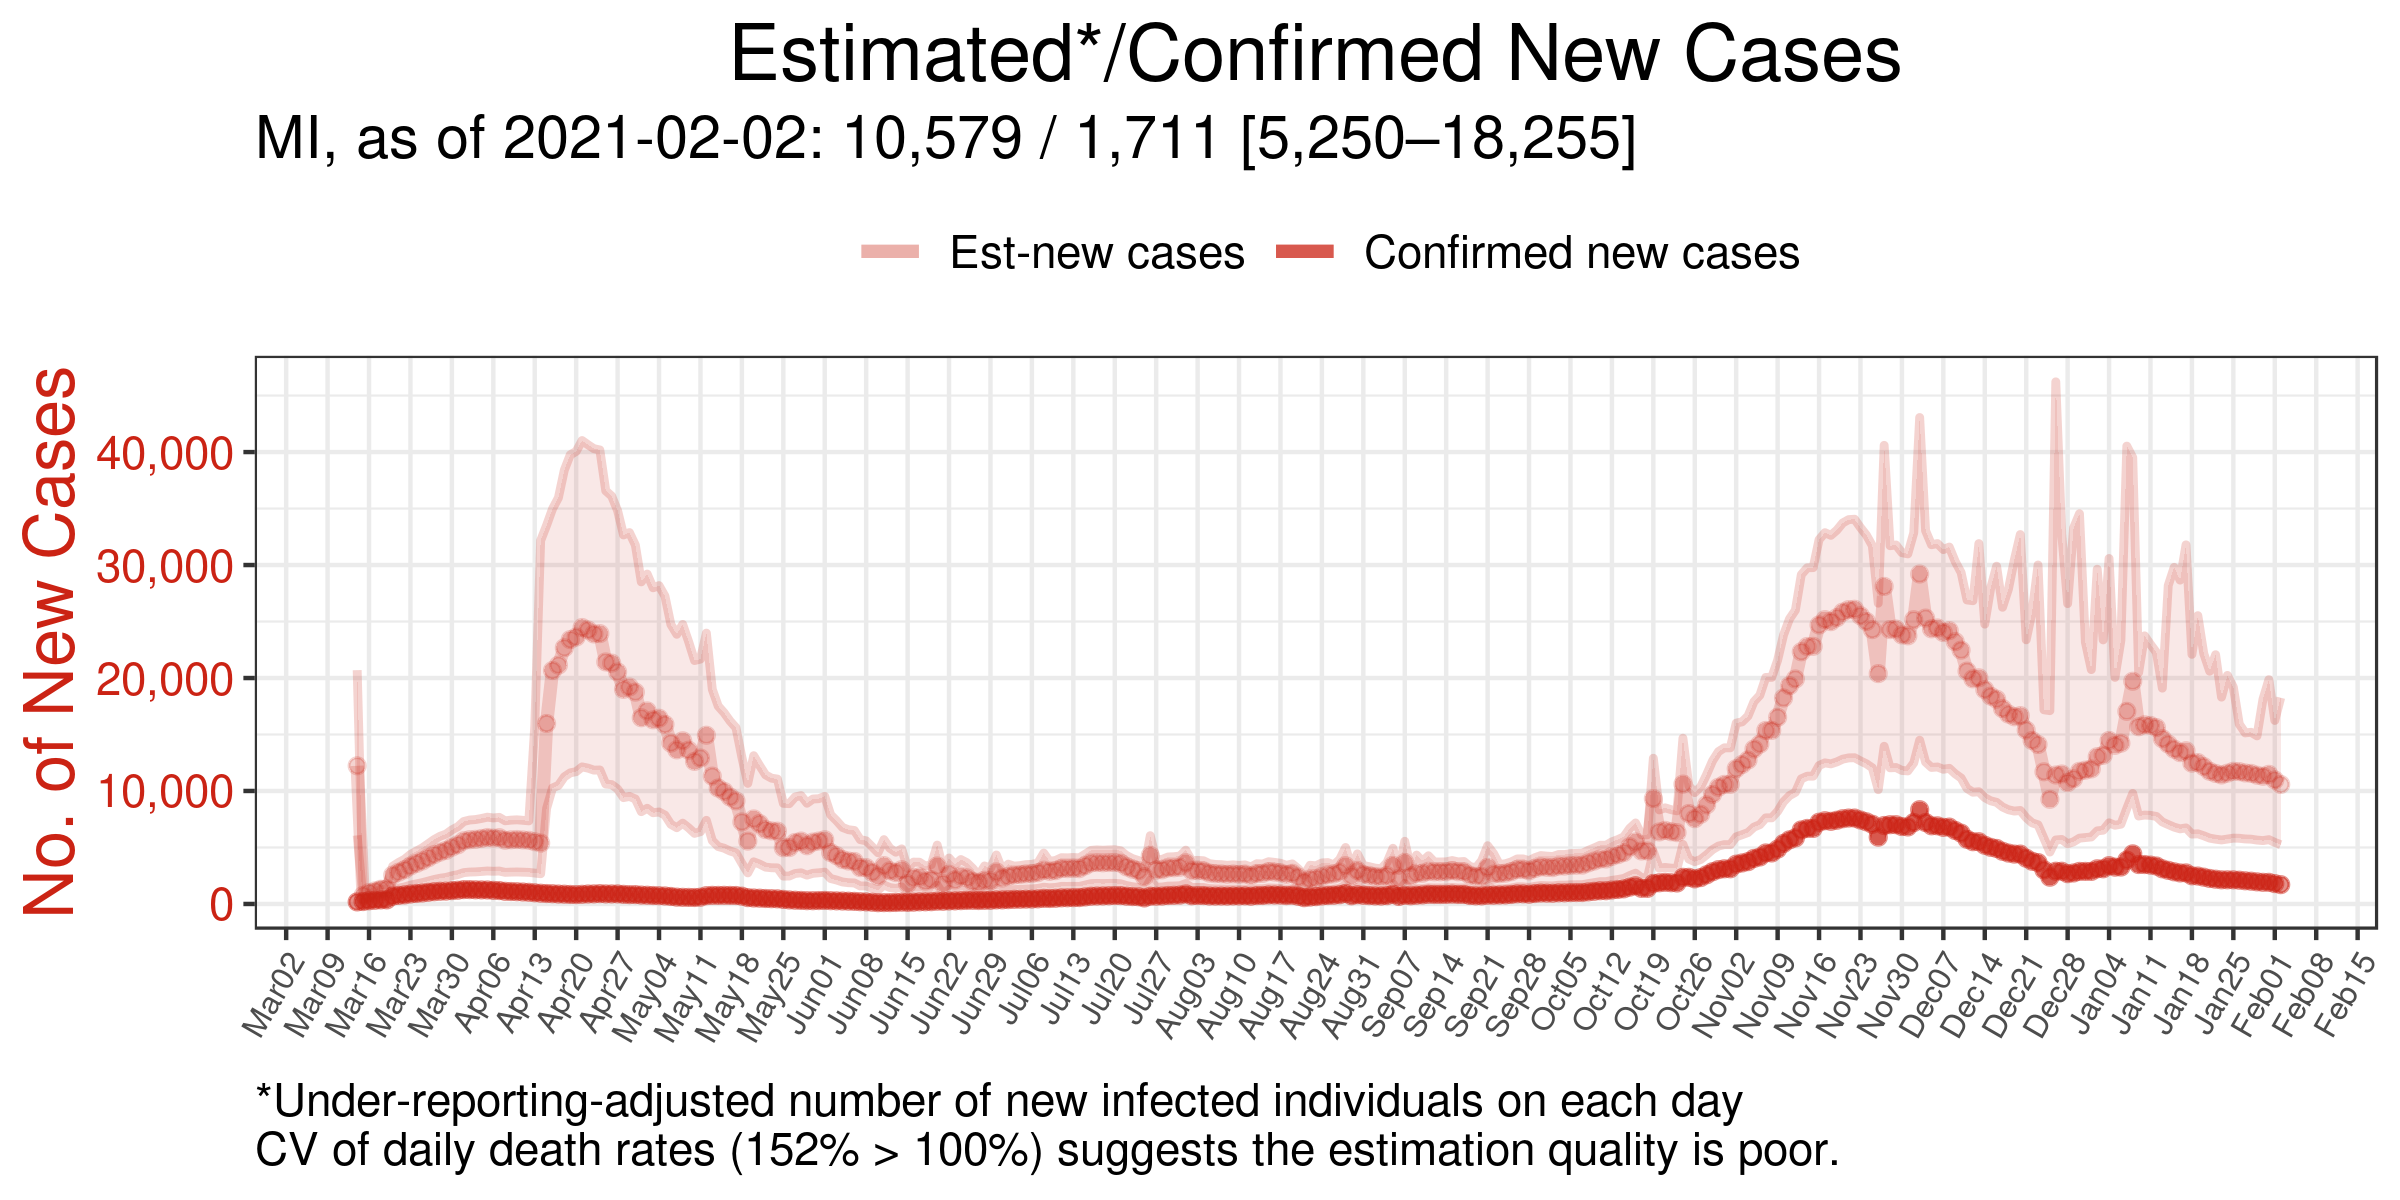 Estimated*/Confirmed New Cases
MI, as of 2021-02-02: 10,579 / 1,711 [5,250–18,255]
Est-new cases
Confirmed new cases
No. of New Cases
40,000
30,000
20,000
10,000
0
Mar02
Mar09
Mar16
Mar23
Mar30
Apr06
Apr13
Apr20
Apr27
May04
May11
May18
May25
Jun01
Jun08
Jun15
Jun22
Jun29
Jul06
Jul13
Jul20
Jul27
Aug03
Aug10
Aug17
Aug24
Aug31
Sep07
Sep14
Sep21
Sep28
Oct05
Oct12
Oct19
Oct26
Nov02
Nov09
Nov16
Nov23
Nov30
Dec07
Dec14
Dec21
Dec28
Jan04
Jan11
Jan18
Jan25
Feb01
Feb08
Feb15
*Under-reporting-adjusted number of new infected individuals on each day
CV of daily death rates (152% > 100%) suggests the estimation quality is poor.